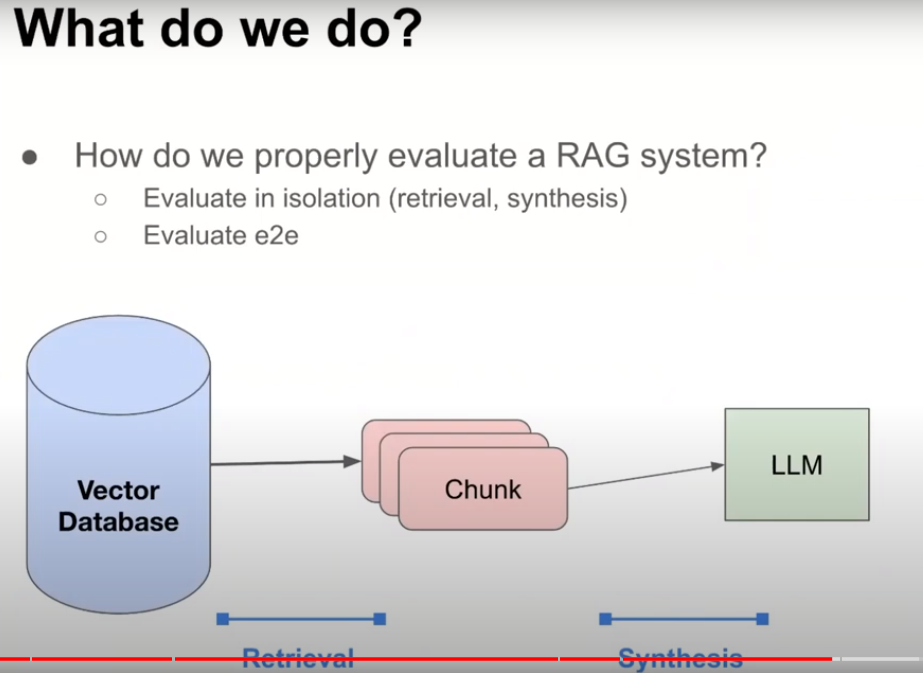 What do we do?
● How do we properly evaluate a RAG system?
○ Evaluate in isolation (retrieval, synthesis)
○ Evaluate e2e
Vector
Database
Chunk
LLM
Retrieval
Synthesis